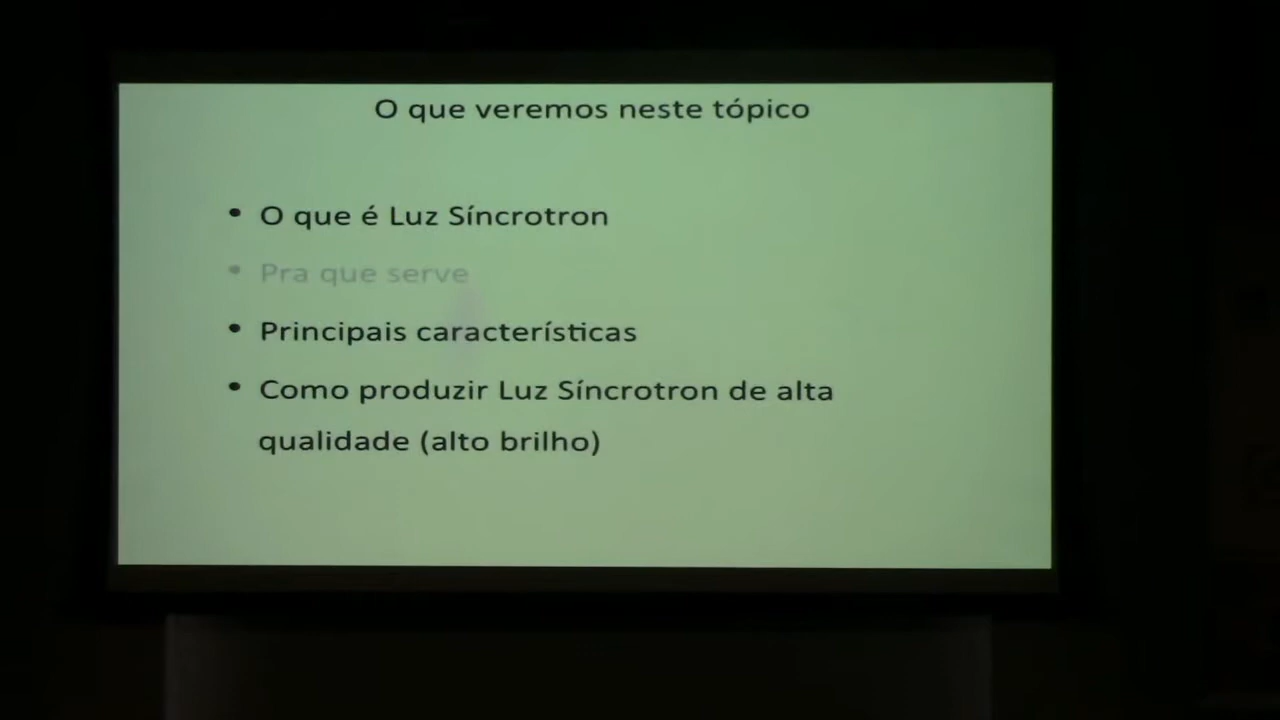 O que veremos neste tópico
• O que é Luz Síncrotron
• Pra que serve
• Principais características
• Como produzir Luz Síncrotron de alta
qualidade (alto brilho)